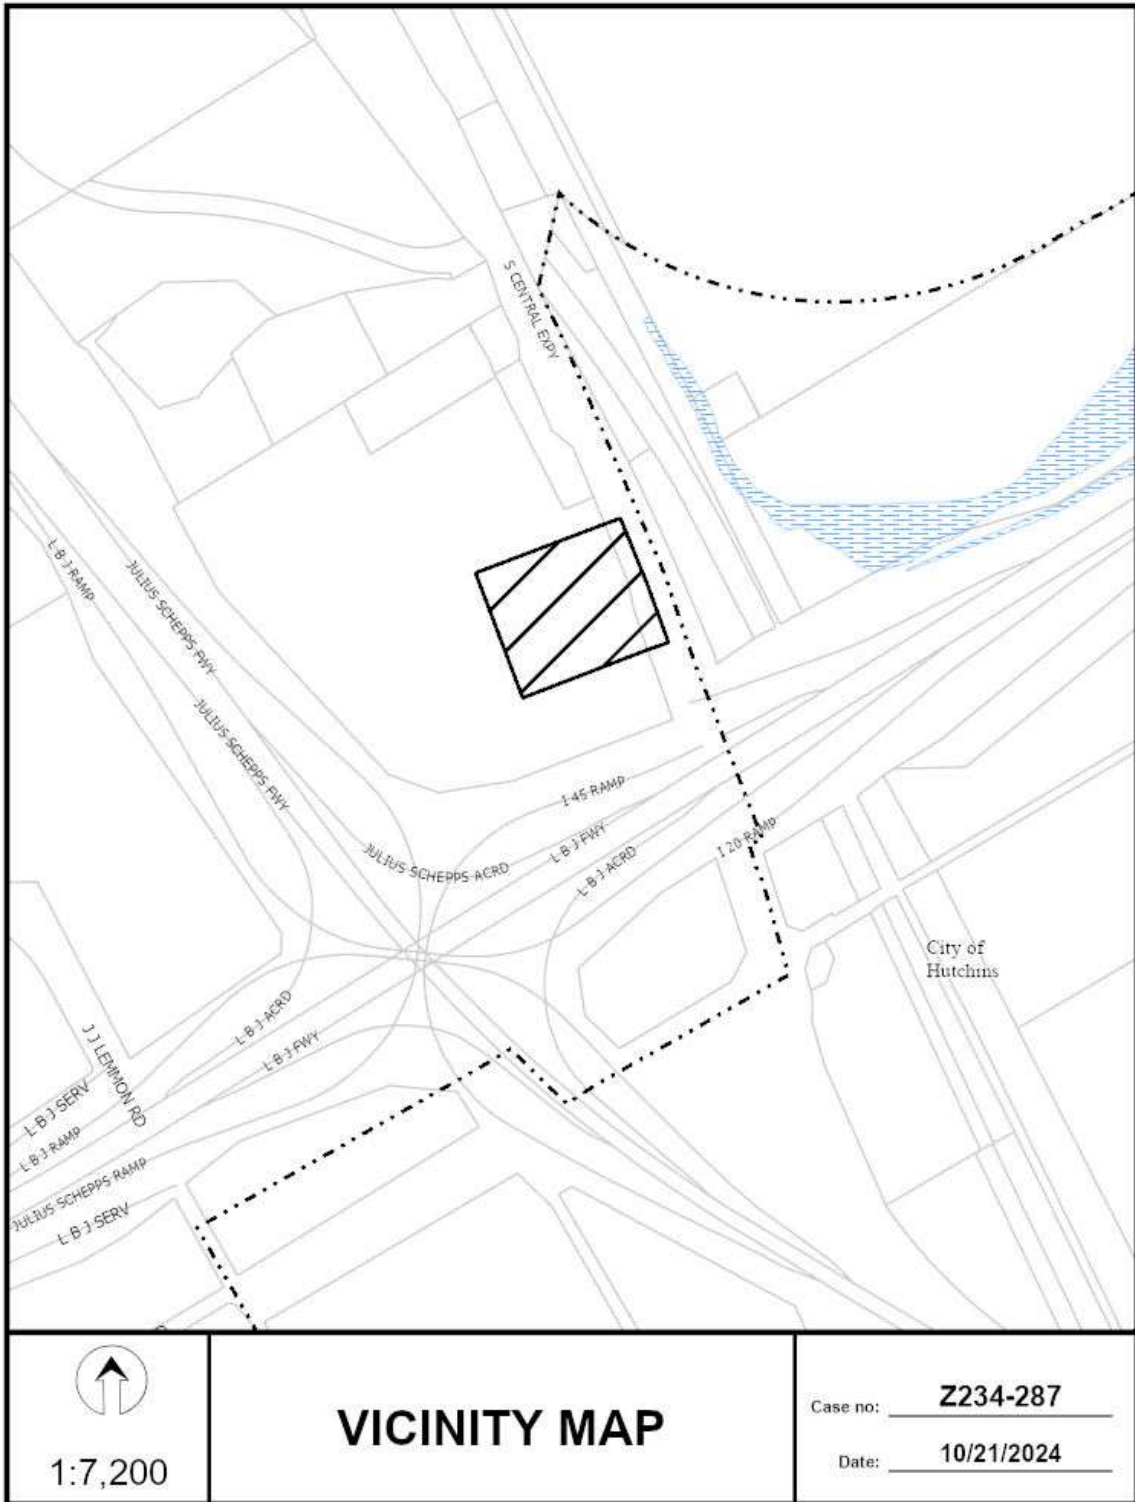 S CENTRAL EXPY
L B J RAMP
JULIUS SCHEPPS FWY
JULIUS SCHEPPS FWY
I 45 RAMP
L B J FWY
I 20 RAMP
JULIUS SCHEPPS ACRD
L B J ACRD
City of
Hutchins
L B J ACRD
L B J FWY
J J LEMMON RD
L B J SERV
L B J RAMP
JULIUS SCHEPPS RAMP
L B J SERV
1:7,200
VICINITY MAP
Case no: Z234-287
Date: 10/21/2024